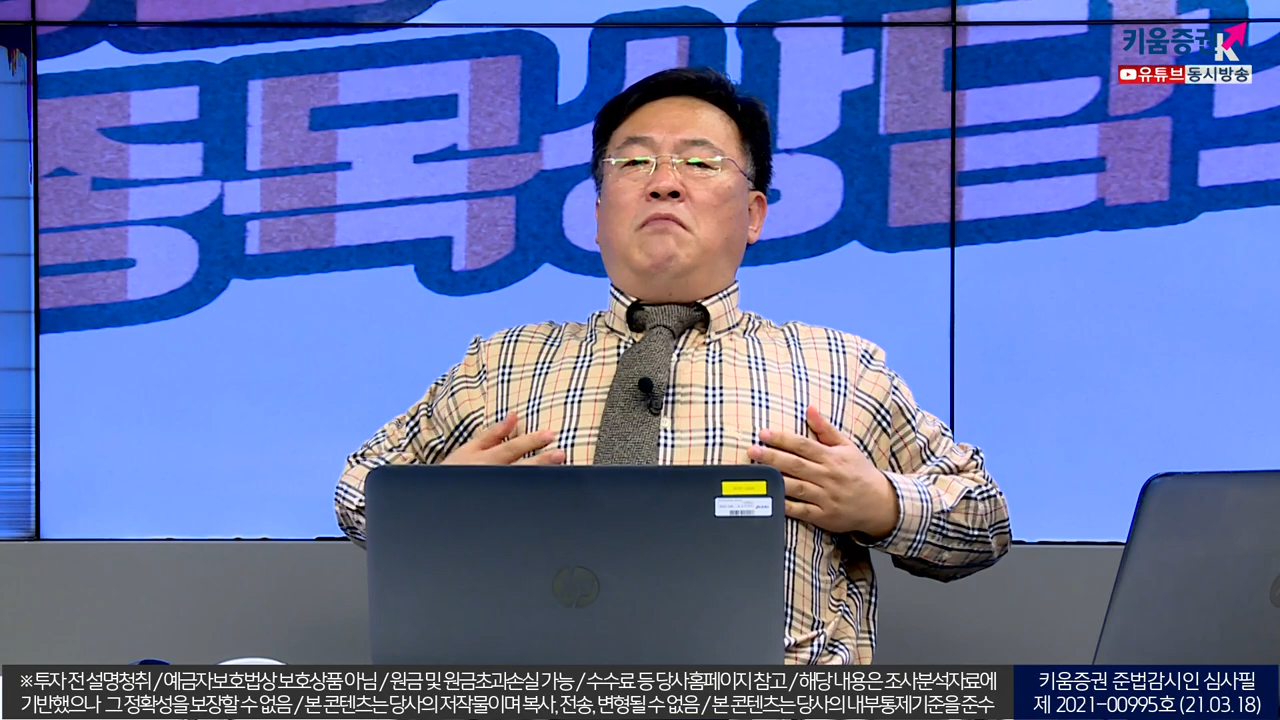 키움증권
유튜브동시방송
종목상담
※ 투자 전 설명청취 / 예금자보호법상 보호상품 아님 / 원금 및 원금초과손실 가능 / 수수료 등 당사홈페이지 참고 / 해당 내용은 조사분석자료에
기반했으나 그 정확성을 보장할 수 없음 / 본 콘텐츠는 당사의 저작물이며 복사, 전송, 변형될 수 없음 / 본 콘텐츠는 당사의 내부통제기준을 준수
키움증권 준법감시인 심사필
제 2021-00995호 (21.03.18)
hp